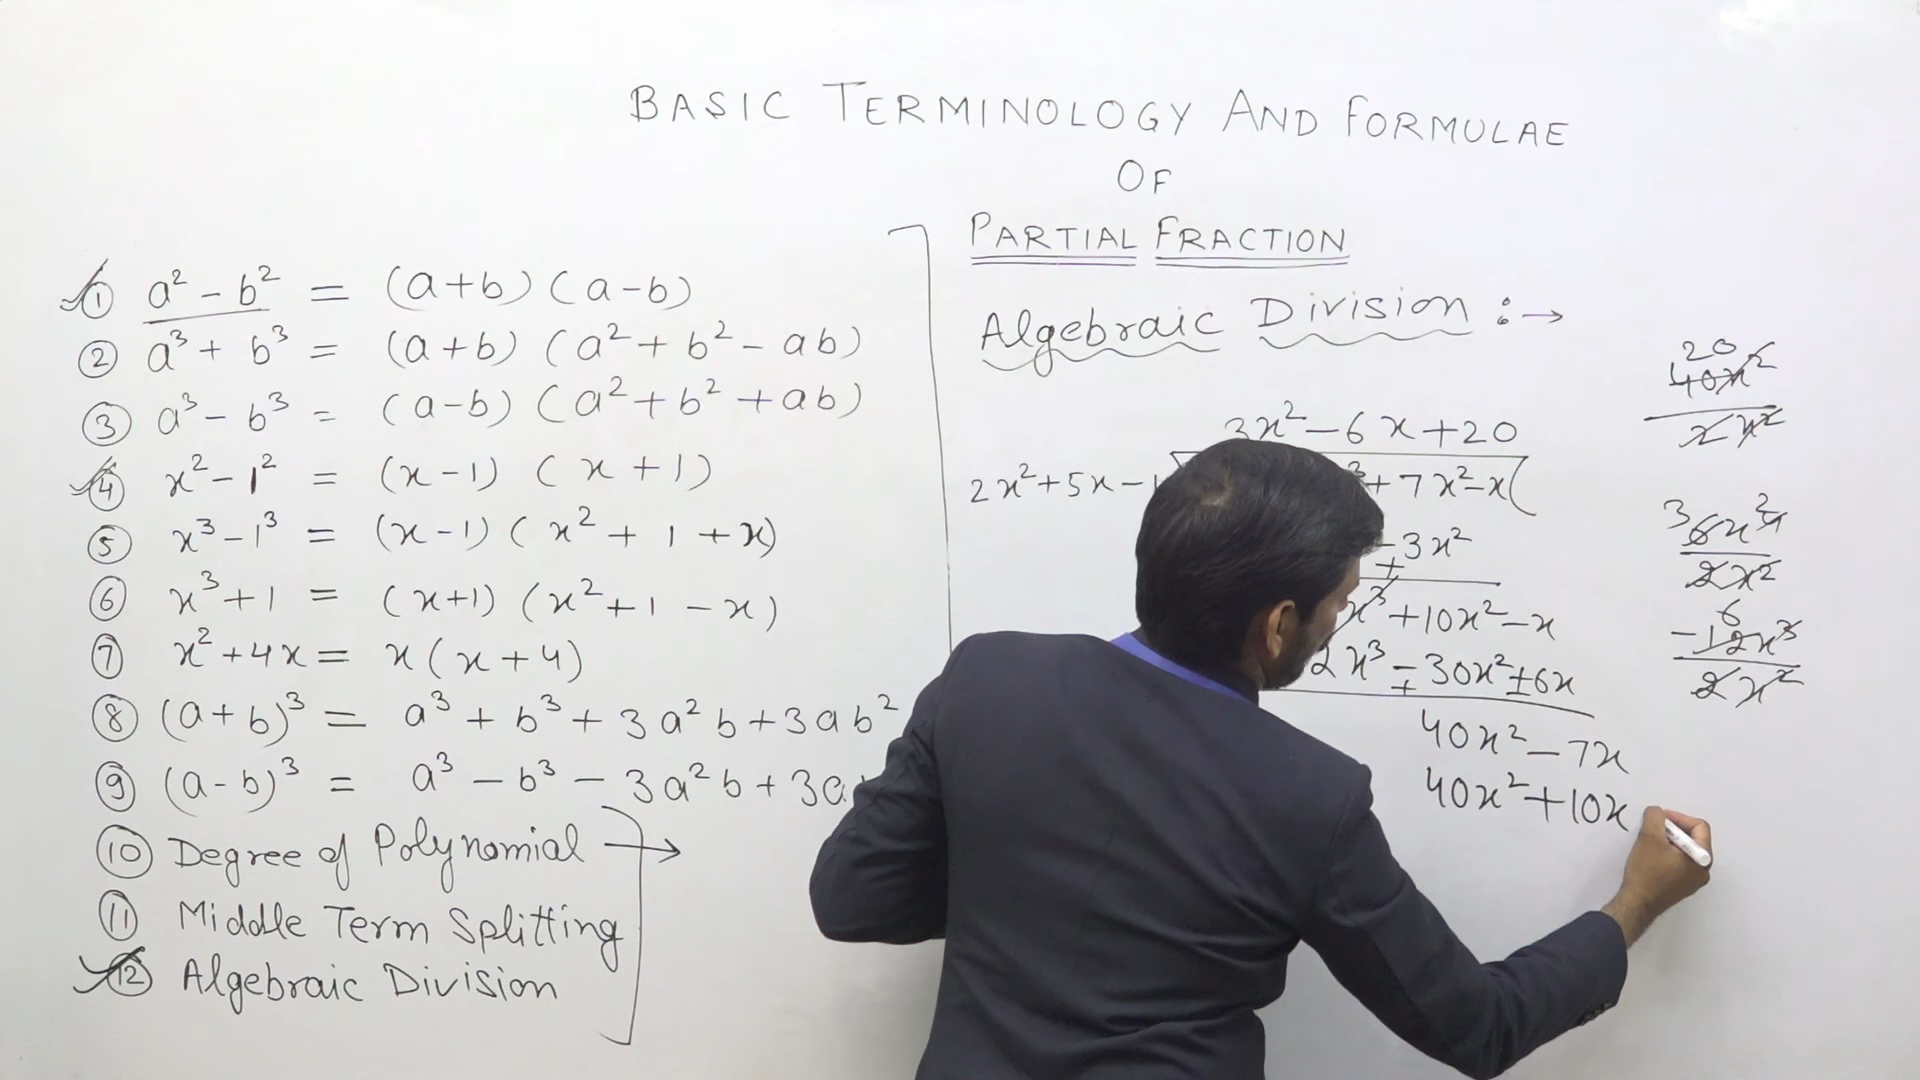 BASIC TERMINOLOGY AND FORMULAE
OF
PARTIAL FRACTION
① a² - b² = (a+b)(a-b)
② a³ + b³ = (a+b)(a² + b² - ab)
③ a³ - b³ = (a-b)(a² + b² + ab)
④ x² - 1² = (x-1)(x+1)
⑤ x³ - 1³ = (x-1)(x² + 1 + x)
⑥ x³ + 1 = (x+1)(x² + 1 - x)
⑦ x² + 4x = x(x+4)
⑧ (a+b)³ = a³ + b³ + 3a²b + 3ab²
⑨ (a-b)³ = a³ - b³ - 3a²b + 3a
⑩ Degree of Polynomial →
⑪ Middle Term Splitting
⑫ Algebraic Division
Algebraic Division :→
3x² - 6x + 20
2x² + 5x - 1
+ 7x² - x
- 3x²
+
x³ + 10x² - x
2x³ - 30x² + 6x
+ -
40x² - 7x
40x² + 10x
20
40x²
2x²
3
6x⁴
2x²
6
-12x³
2x²